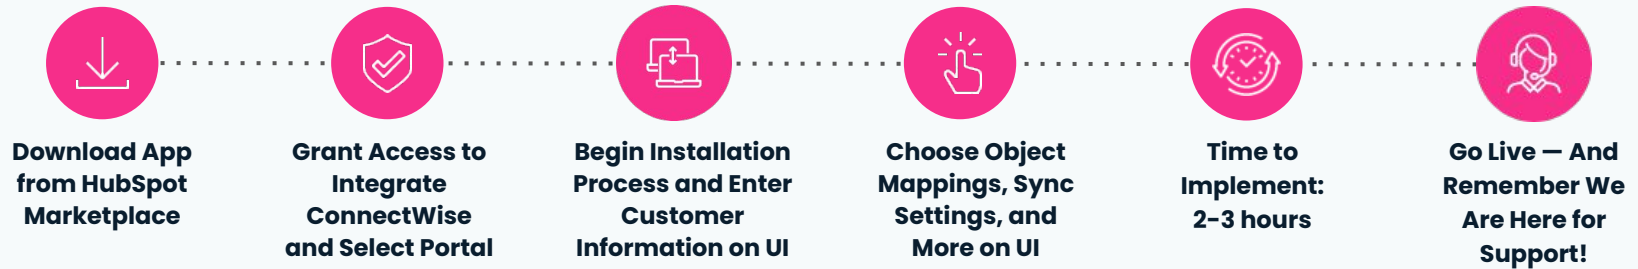 Download App
from HubSpot
Marketplace
Grant Access to
Integrate
ConnectWise
and Select Portal
Begin Installation
Process and Enter
Customer
Information on UI
Choose Object
Mappings, Sync
Settings, and
More on UI
Time to
Implement:
2-3 hours
Go Live — And
Remember We
Are Here for
Support!